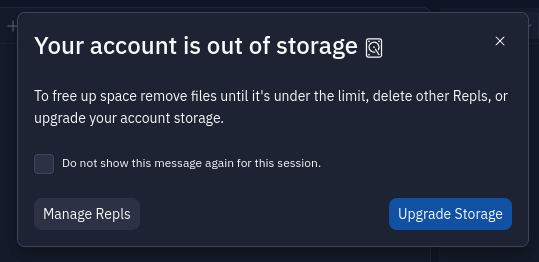 Your account is out of storage
To free up space remove files until it's under the limit, delete other Repls, or
upgrade your account storage.
Do not show this message again for this session.
Manage Repls
Upgrade Storage